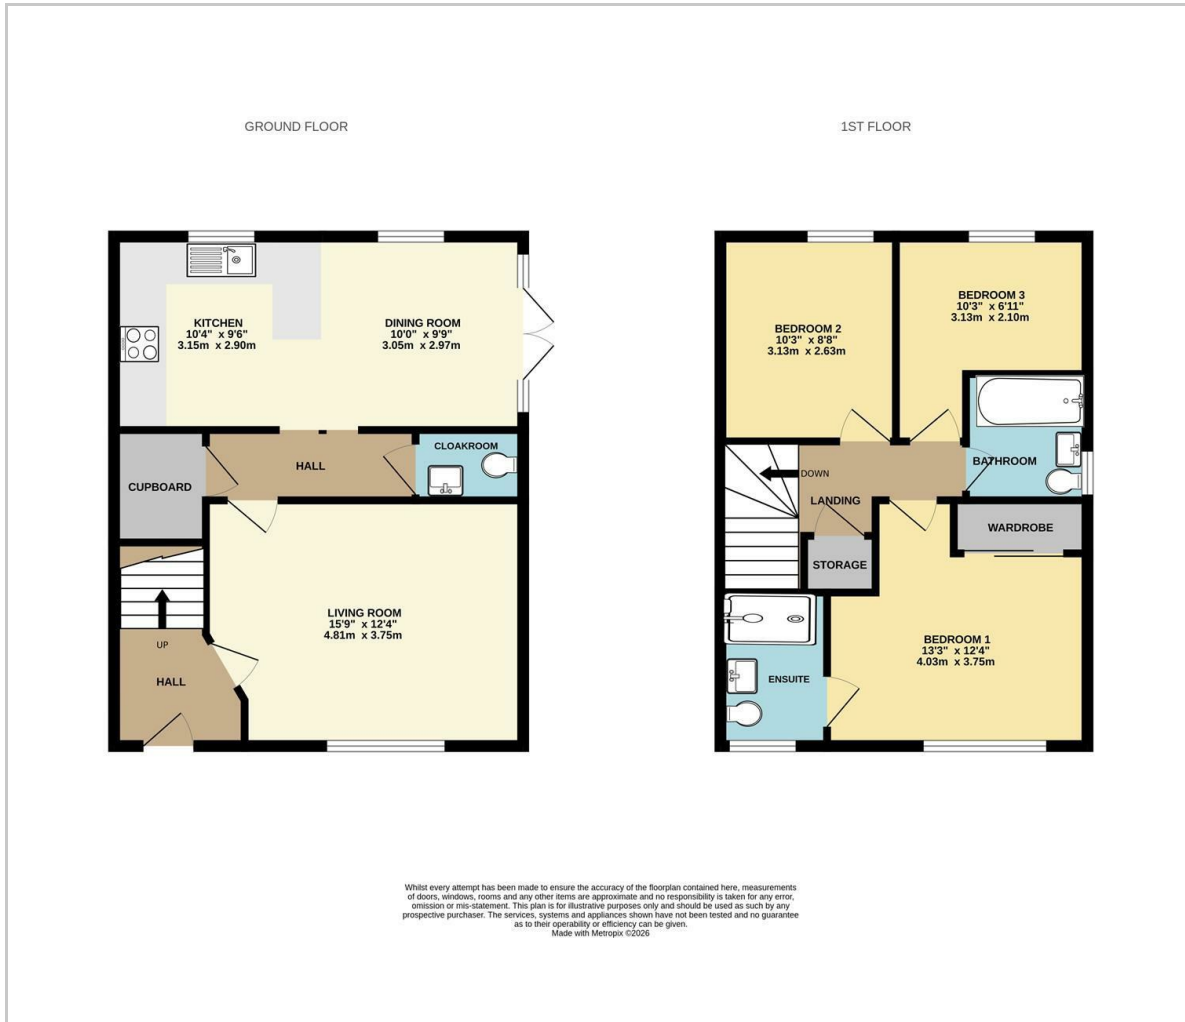 GROUND FLOOR
KITCHEN
10'4" x 9'6"
3.15m x 2.90m
DINING ROOM
10'0" x 9'9"
3.05m x 2.97m
CUPBOARD
HALL
CLOAKROOM
LIVING ROOM
15'9" x 12'4"
4.81m x 3.75m
UP
HALL
1ST FLOOR
BEDROOM 2
10'3" x 8'8"
3.13m x 2.63m
BEDROOM 3
10'3" x 6'11"
3.13m x 2.10m
BATHROOM
DOWN
LANDING
WARDROBE
STORAGE
BEDROOM 1
13'3" x 12'4"
4.03m x 3.75m
ENSUITE
Whilst every attempt has been made to ensure the accuracy of the floorplan contained here, measurements
of doors, windows, rooms and any other items are approximate and no responsibility is taken for any error,
omission or mis-statement. This plan is for illustrative purposes only and should be used as such by any
prospective purchaser. The services, systems and appliances shown have not been tested and no guarantee
as to their operability or efficiency can be given.
Made with Metropix ©2026